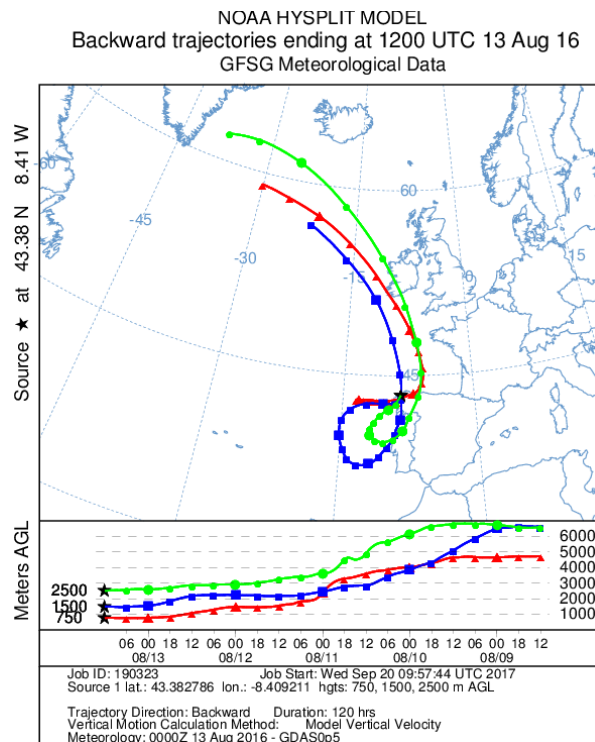 NOAA HYSPLIT MODEL
Backward trajectories ending at 1200 UTC 13 Aug 16
GFSG Meteorological Data
Source ★ at 43.38 N 8.41 W
-60
-45
-30
-15
60
15
45
Meters AGL
2500
1500
750
6000
5000
4000
3000
2000
1000
06 00 18 12 06 00 18 12 06 00 18 12 06 00 18 12 06 00 18 12
08/13 08/12 08/11 08/10 08/09
Job ID: 190323 Job Start: Wed Sep 20 09:57:44 UTC 2017
Source 1 lat.: 43.382786 lon.: -8.409211 hgts: 750, 1500, 2500 m AGL
Trajectory Direction: Backward Duration: 120 hrs
Vertical Motion Calculation Method: Model Vertical Velocity
Meteorology: 0000Z 13 Aug 2016 - GDAS0p5